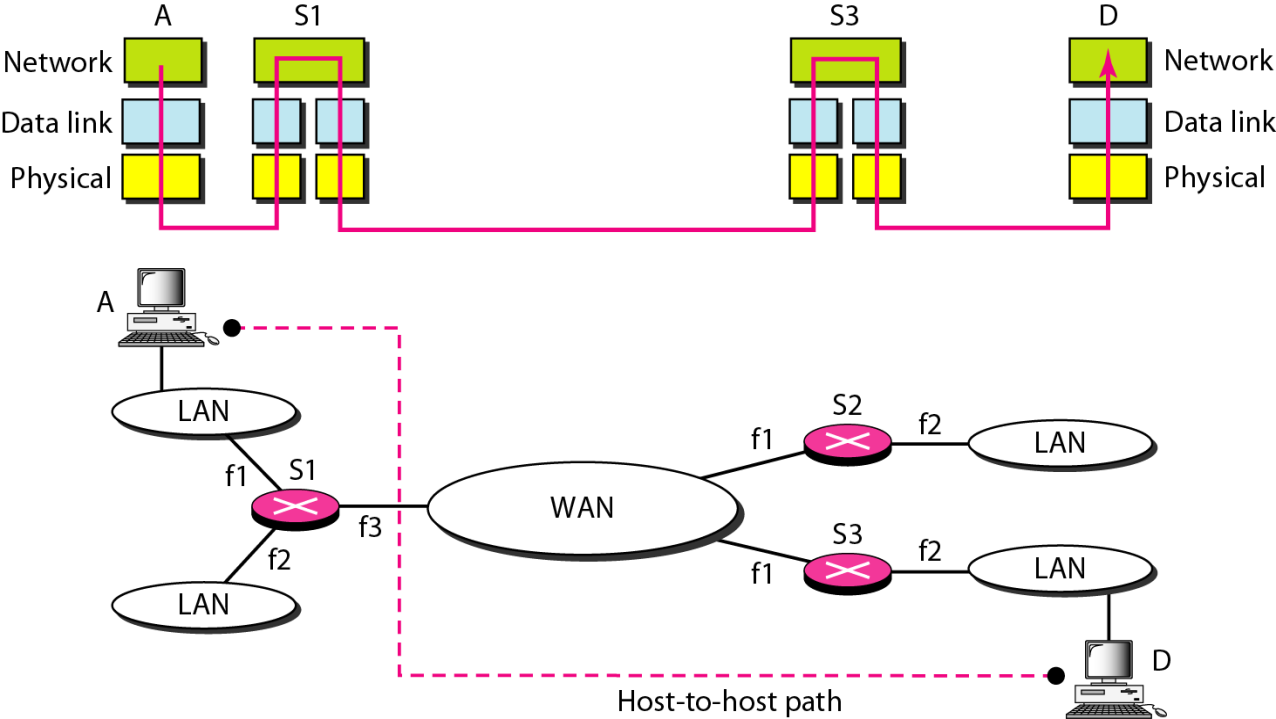 A S1 S3 D
Network Network
Data link Data link
Physical Physical
A
LAN
S2
f1 f2
LAN
f1 S1
WAN
f3
S3
f2 f2
LAN
f1
LAN
D
Host-to-host path